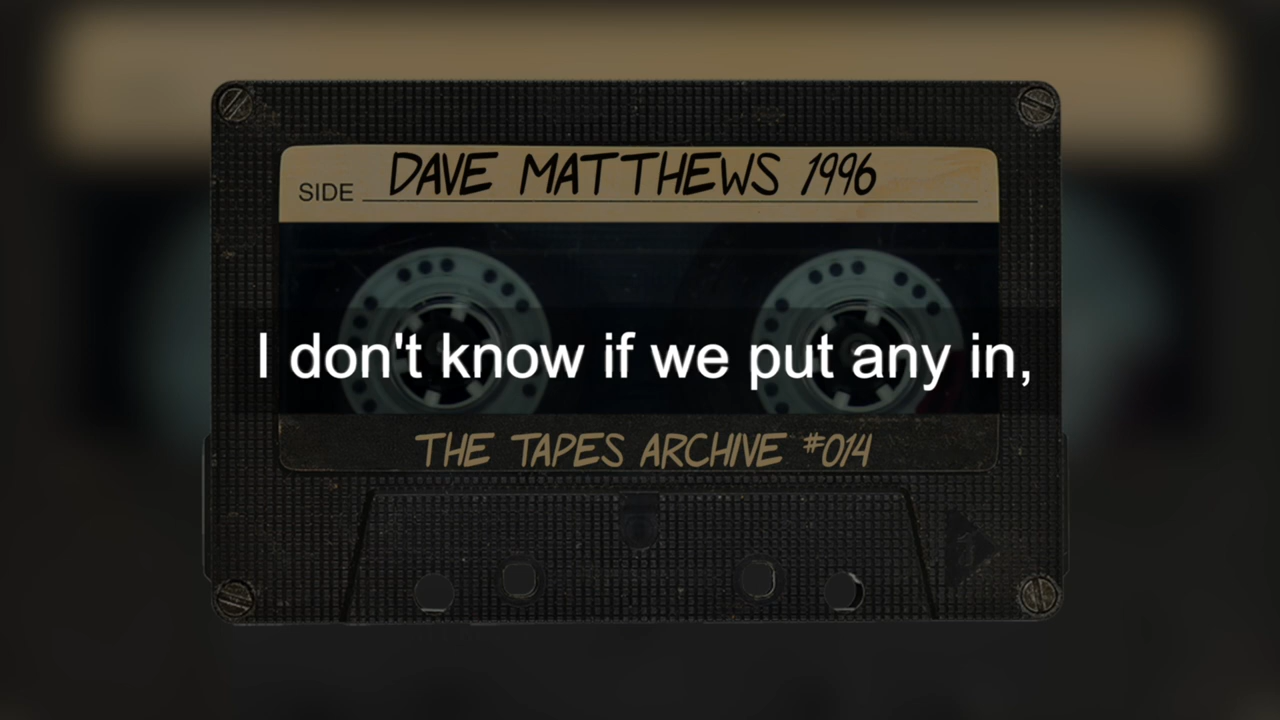 DAVE MATTHEWS 1996
SIDE
I don't know if we put any in,
THE TAPES ARCHIVE #014